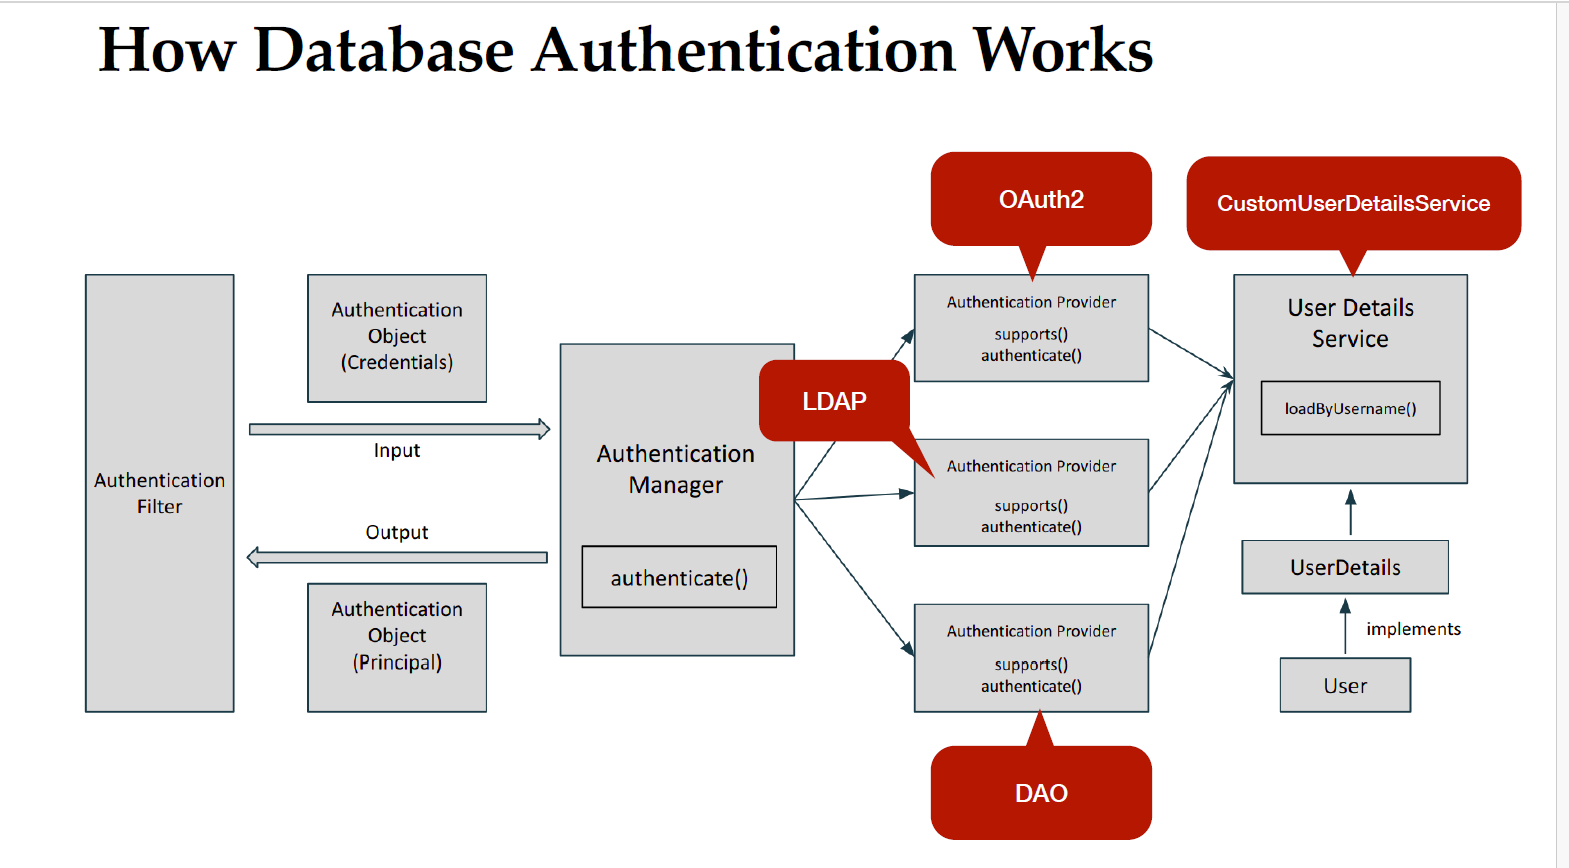 How Database Authentication Works
OAuth2
CustomUserDetailsService
Authentication
Filter
Authentication
Object
(Credentials)
Input
Output
Authentication
Object
(Principal)
Authentication
Manager
authenticate()
LDAP
Authentication Provider
supports()
authenticate()
Authentication Provider
supports()
authenticate()
Authentication Provider
supports()
authenticate()
DAO
User Details
Service
loadByUsername()
UserDetails
implements
User